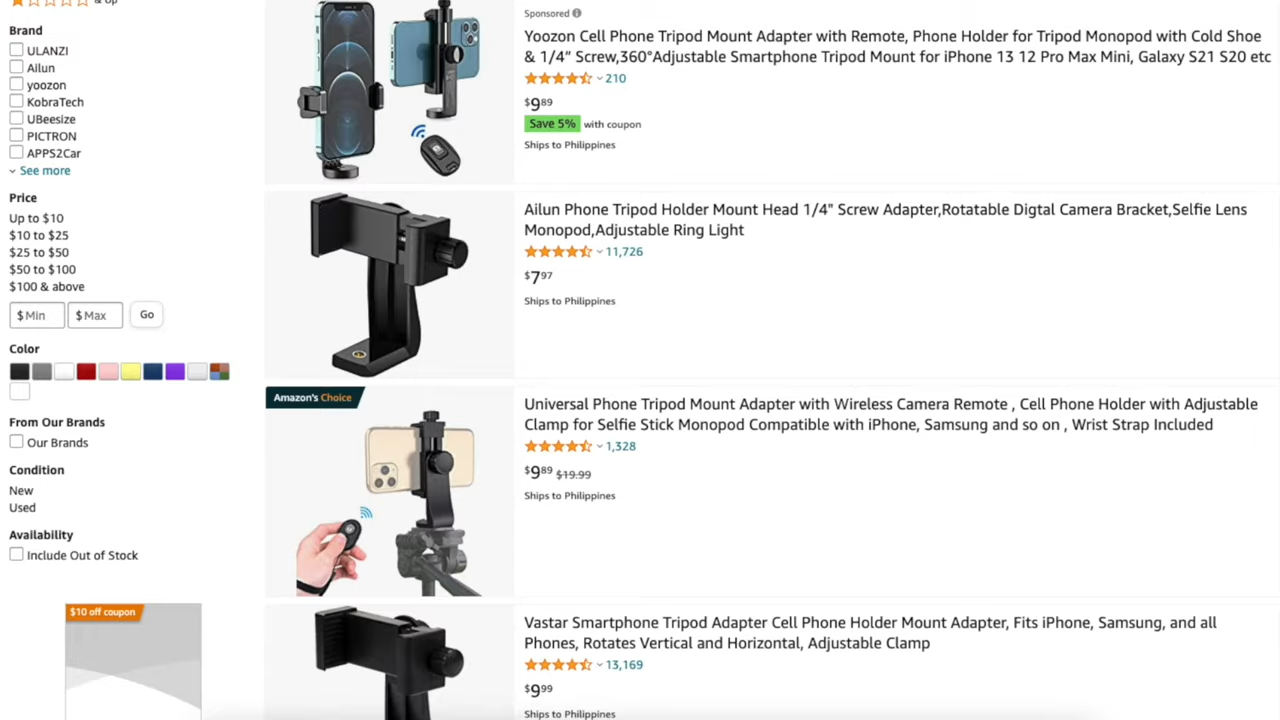 & Up
Brand
ULANZI
Ailun
yoozon
KobraTech
UBeesize
PICTRON
APPS2Car
See more
Price
Up to $10
$10 to $25
$25 to $50
$50 to $100
$100 & above
$ Min $ Max Go
Color
From Our Brands
Our Brands
Condition
New
Used
Availability
Include Out of Stock
$10 off coupon
Sponsored
Yoozon Cell Phone Tripod Mount Adapter with Remote, Phone Holder for Tripod Monopod with Cold Shoe
& 1/4″ Screw,360°Adjustable Smartphone Tripod Mount for iPhone 13 12 Pro Max Mini, Galaxy S21 S20 etc
210
$989
Save 5% with coupon
Ships to Philippines
Ailun Phone Tripod Holder Mount Head 1/4" Screw Adapter,Rotatable Digtal Camera Bracket,Selfie Lens
Monopod,Adjustable Ring Light
11,726
$797
Ships to Philippines
Amazon's Choice
Universal Phone Tripod Mount Adapter with Wireless Camera Remote , Cell Phone Holder with Adjustable
Clamp for Selfie Stick Monopod Compatible with iPhone, Samsung and so on , Wrist Strap Included
1,328
$989 $19.99
Ships to Philippines
Vastar Smartphone Tripod Adapter Cell Phone Holder Mount Adapter, Fits iPhone, Samsung, and all
Phones, Rotates Vertical and Horizontal, Adjustable Clamp
13,169
$999
Ships to Philippines